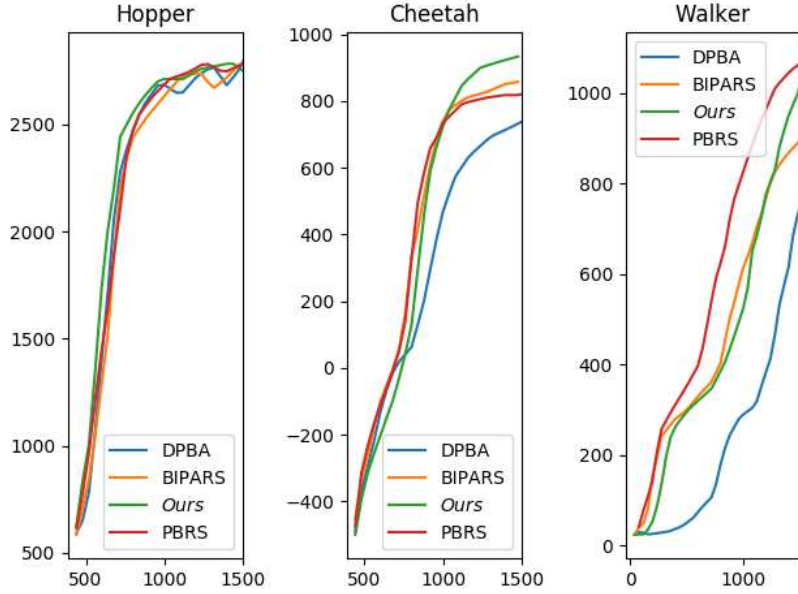 Hopper
2500
2000
1500
1000
500
500 1000 1500
DPBA
BIPARS
Ours
PBRS
Cheetah
1000
800
600
400
200
0
−200
−400
500 1000 1500
DPBA
BIPARS
Ours
PBRS
Walker
1000
800
600
400
200
0
0 1000
DPBA
BIPARS
Ours
PBRS